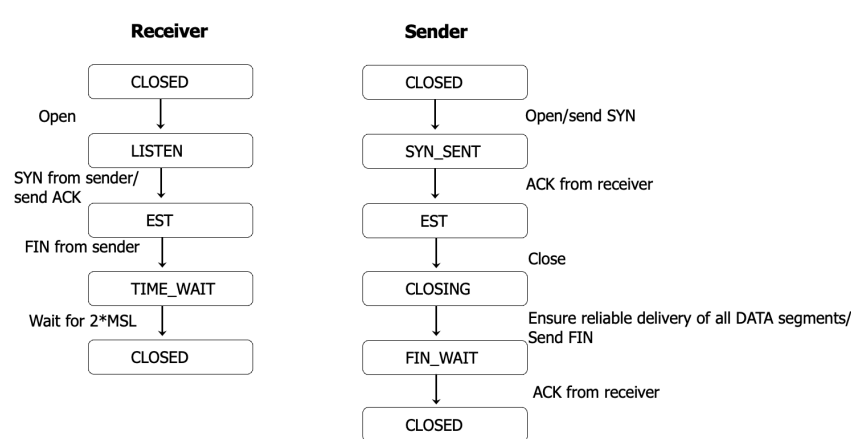 Receiver
CLOSED
Open
LISTEN
SYN from sender/
send ACK
EST
FIN from sender
TIME_WAIT
Wait for 2*MSL
CLOSED
Sender
CLOSED
Open/send SYN
SYN_SENT
ACK from receiver
EST
Close
CLOSING
Ensure reliable delivery of all DATA segments/
Send FIN
FIN_WAIT
ACK from receiver
CLOSED